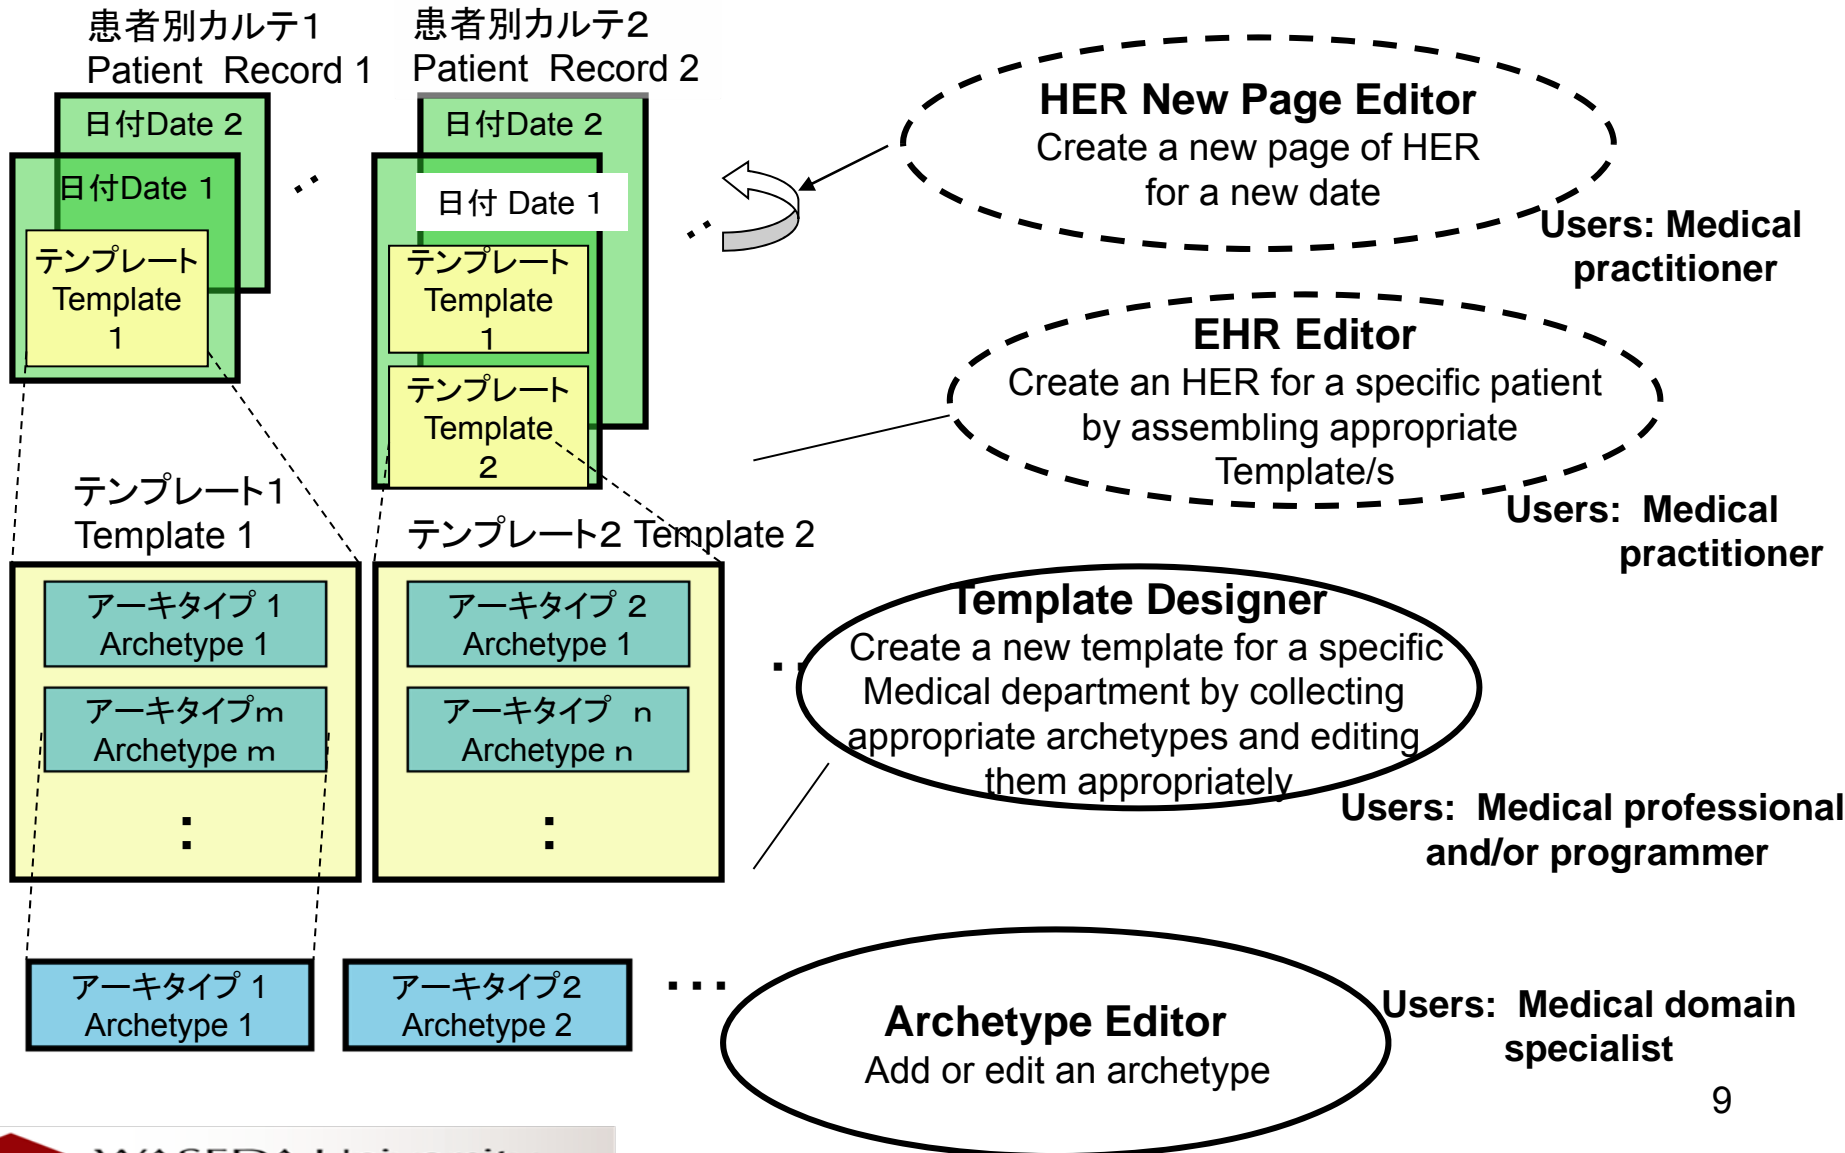 患者別カルテ1
Patient Record 1
患者別カルテ2
Patient Record 2
日付Date 2
日付Date 1
テンプレート
Template
1
日付Date 2
日付 Date 1
テンプレート
Template
1
テンプレート
Template
2
HER New Page Editor
Create a new page of HER
for a new date
Users: Medical
practitioner
EHR Editor
Create an HER for a specific patient
by assembling appropriate
Template/s
Users: Medical
practitioner
テンプレート1
Template 1
テンプレート2 Template 2
アーキタイプ 1
Archetype 1
アーキタイプm
Archetype m
:
アーキタイプ 2
Archetype 1
アーキタイプ n
Archetype n
:
Template Designer
Create a new template for a specific
Medical department by collecting
appropriate archetypes and editing
them appropriately
Users: Medical professional
and/or programmer
アーキタイプ 1
Archetype 1
アーキタイプ2
Archetype 2
...
Archetype Editor
Add or edit an archetype
Users: Medical domain
specialist
9